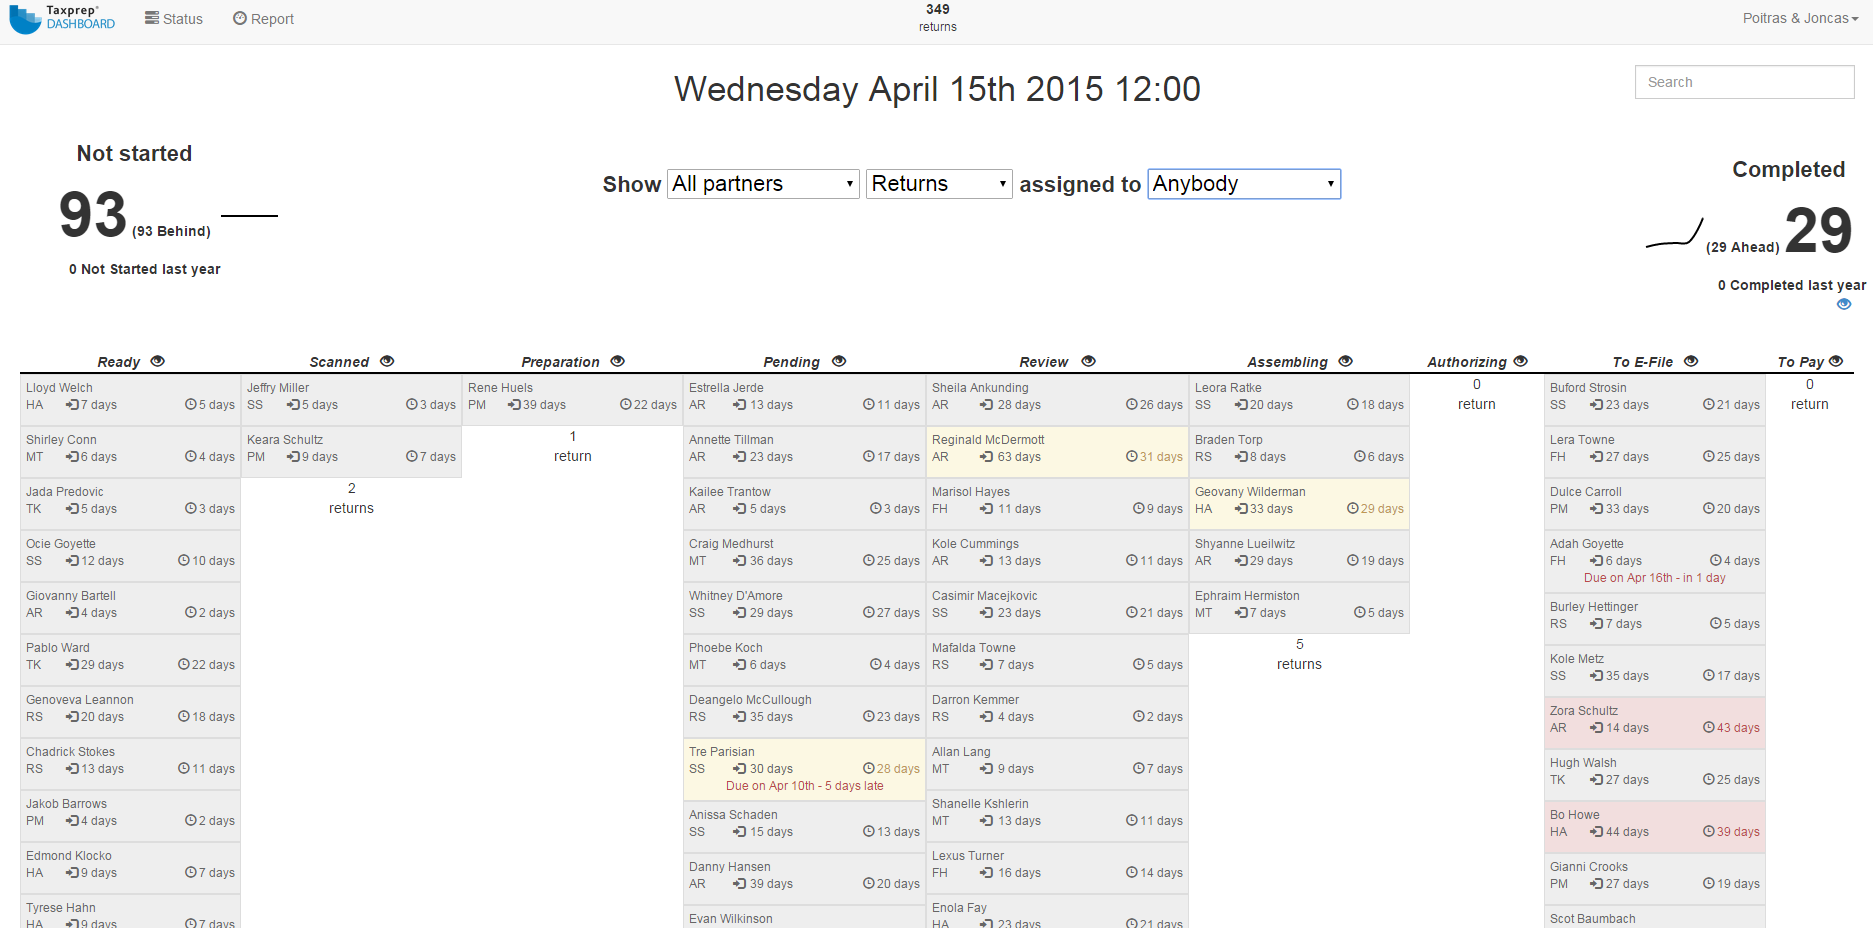 Taxprep®
DASHBOARD
Status
Report
349
returns
Poitras & Joncas
Wednesday April 15th 2015 12:00
Search
Not started
93 (93 Behind)
0 Not Started last year
Show All partners Returns assigned to Anybody
Completed
(29 Ahead) 29
0 Completed last year
Ready
Lloyd Welch
HA 7 days 5 days
Shirley Conn
MT 6 days 4 days
Jada Predovic
TK 5 days 3 days
Ocie Goyette
SS 12 days 10 days
Giovanny Bartell
AR 4 days 2 days
Pablo Ward
TK 29 days 22 days
Genoveva Leannon
RS 20 days 18 days
Chadrick Stokes
RS 13 days 11 days
Jakob Barrows
PM 4 days 2 days
Edmond Klocko
HA 9 days 7 days
Tyrese Hahn
HA 9 days 7 days
Scanned
Jeffry Miller
SS 5 days 3 days
Keara Schultz
PM 9 days 7 days
2
returns
Preparation
Rene Huels
PM 39 days 22 days
1
return
Pending
Estrella Jerde
AR 13 days 11 days
Annette Tillman
AR 23 days 17 days
Kailee Trantow
AR 5 days 3 days
Craig Medhurst
MT 36 days 25 days
Whitney D'Amore
SS 29 days 27 days
Phoebe Koch
MT 6 days 4 days
Deangelo McCullough
RS 35 days 23 days
Tre Parisian
SS 30 days 28 days
Due on Apr 10th - 5 days late
Anissa Schaden
SS 15 days 13 days
Danny Hansen
AR 39 days 20 days
Evan Wilkinson
Review
Sheila Ankunding
AR 28 days 26 days
Reginald McDermott
AR 63 days 31 days
Marisol Hayes
FH 11 days 9 days
Kole Cummings
AR 13 days 11 days
Casimir Macejkovic
SS 23 days 21 days
Mafalda Towne
RS 7 days 5 days
Darron Kemmer
RS 4 days 2 days
Allan Lang
MT 9 days 7 days
Shanelle Kshlerin
MT 13 days 11 days
Lexus Turner
FH 16 days 14 days
Enola Fay
HA 23 days 21 days
Assembling
Leora Ratke
SS 20 days 18 days
Braden Torp
RS 8 days 6 days
Geovany Wilderman
HA 33 days 29 days
Shyanne Lueilwitz
AR 29 days 19 days
Ephraim Hermiston
MT 7 days 5 days
5
returns
Authorizing
0
return
To E-File
Buford Strosin
SS 23 days 21 days
Lera Towne
FH 27 days 25 days
Dulce Carroll
PM 33 days 20 days
Adah Goyette
FH 6 days 4 days
Due on Apr 16th - in 1 day
Burley Hettinger
RS 7 days 5 days
Kole Metz
SS 35 days 17 days
Zora Schultz
AR 14 days 43 days
Hugh Walsh
TK 27 days 25 days
Bo Howe
HA 44 days 39 days
Gianni Crooks
PM 27 days 19 days
Scot Baumbach
To Pay
0
return